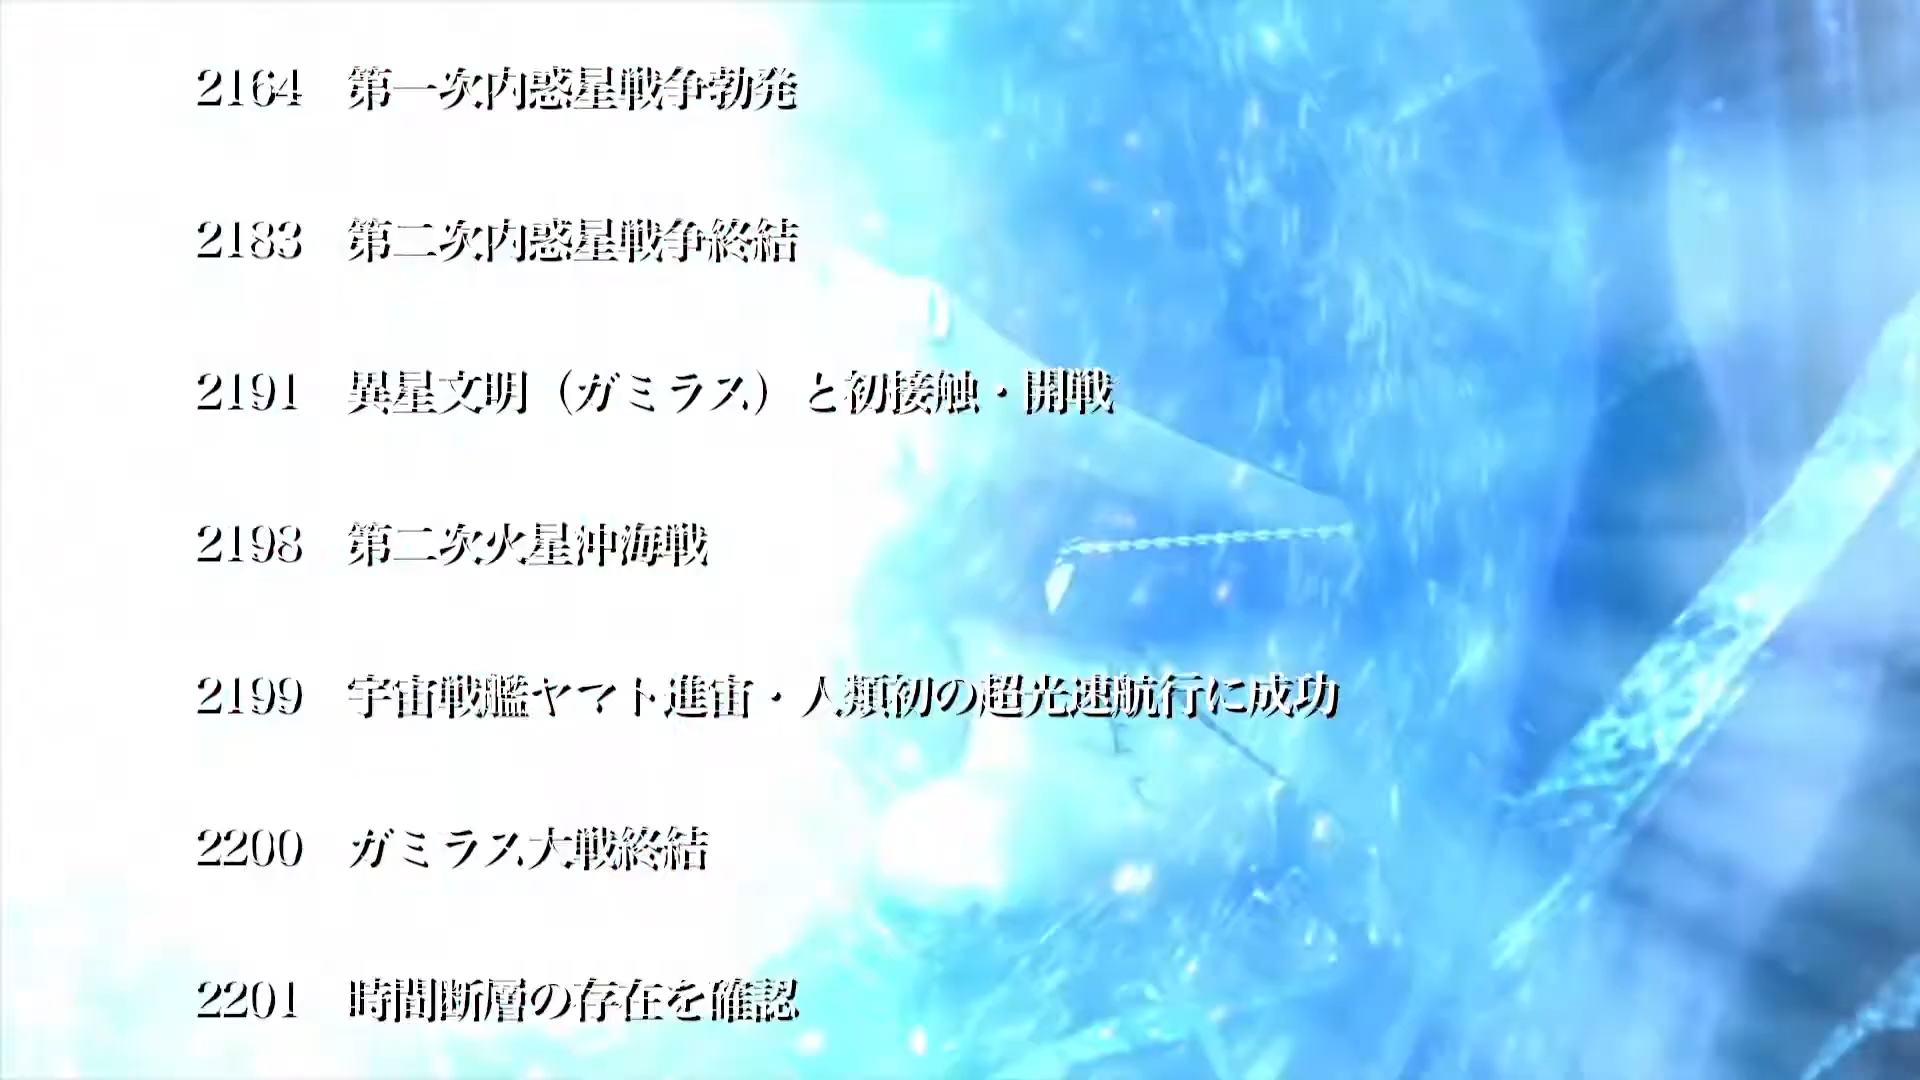 2164 第一次内惑星戦争勃発
2183 第二次内惑星戦争終結
2191 異星文明（ガミラス）と初接触・開戦
2198 第二次火星沖海戦
2199 宇宙戦艦ヤマト進宙・人類初の超光速航行に成功
2200 ガミラス大戦終結
2201 時間断層の存在を確認